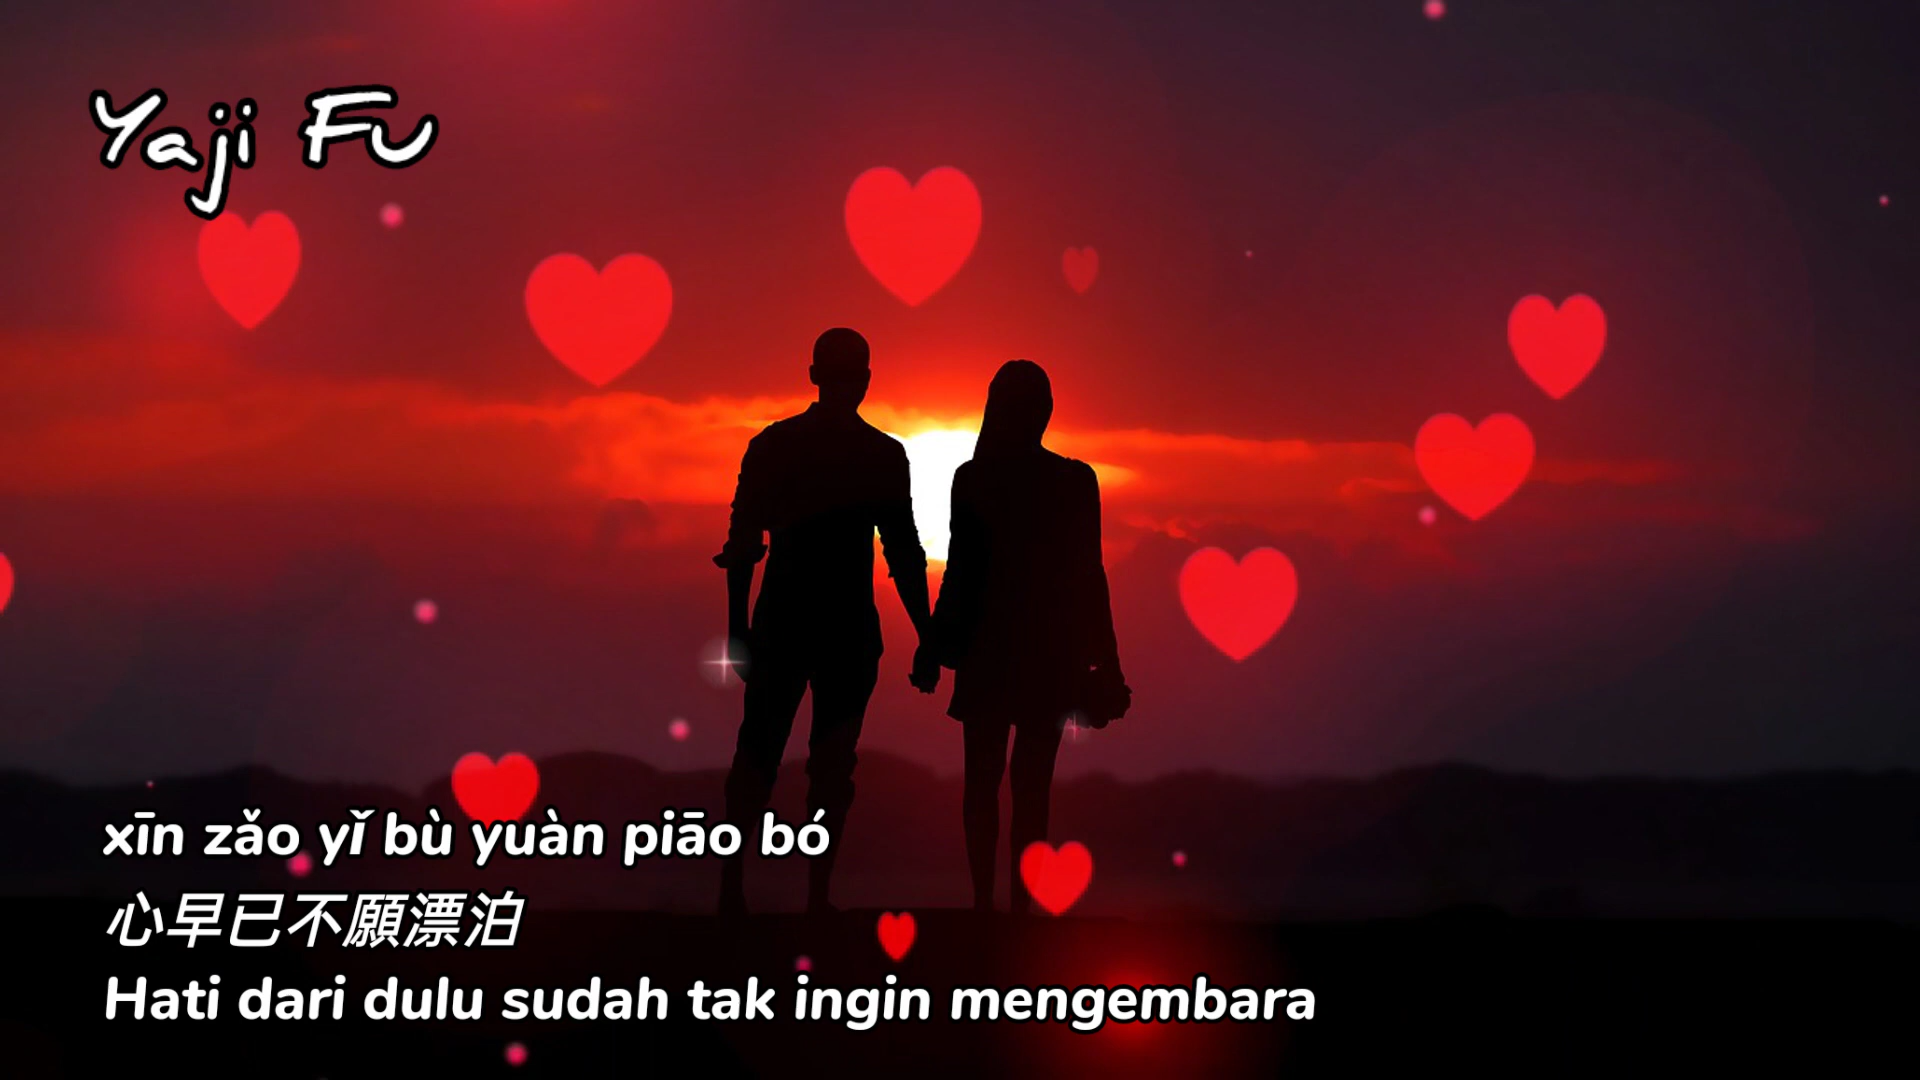 Yaji Fu
xīn zǎo yǐ bù yuàn piāo bó
心早已不願漂泊
Hati dari dulu sudah tak ingin mengembara